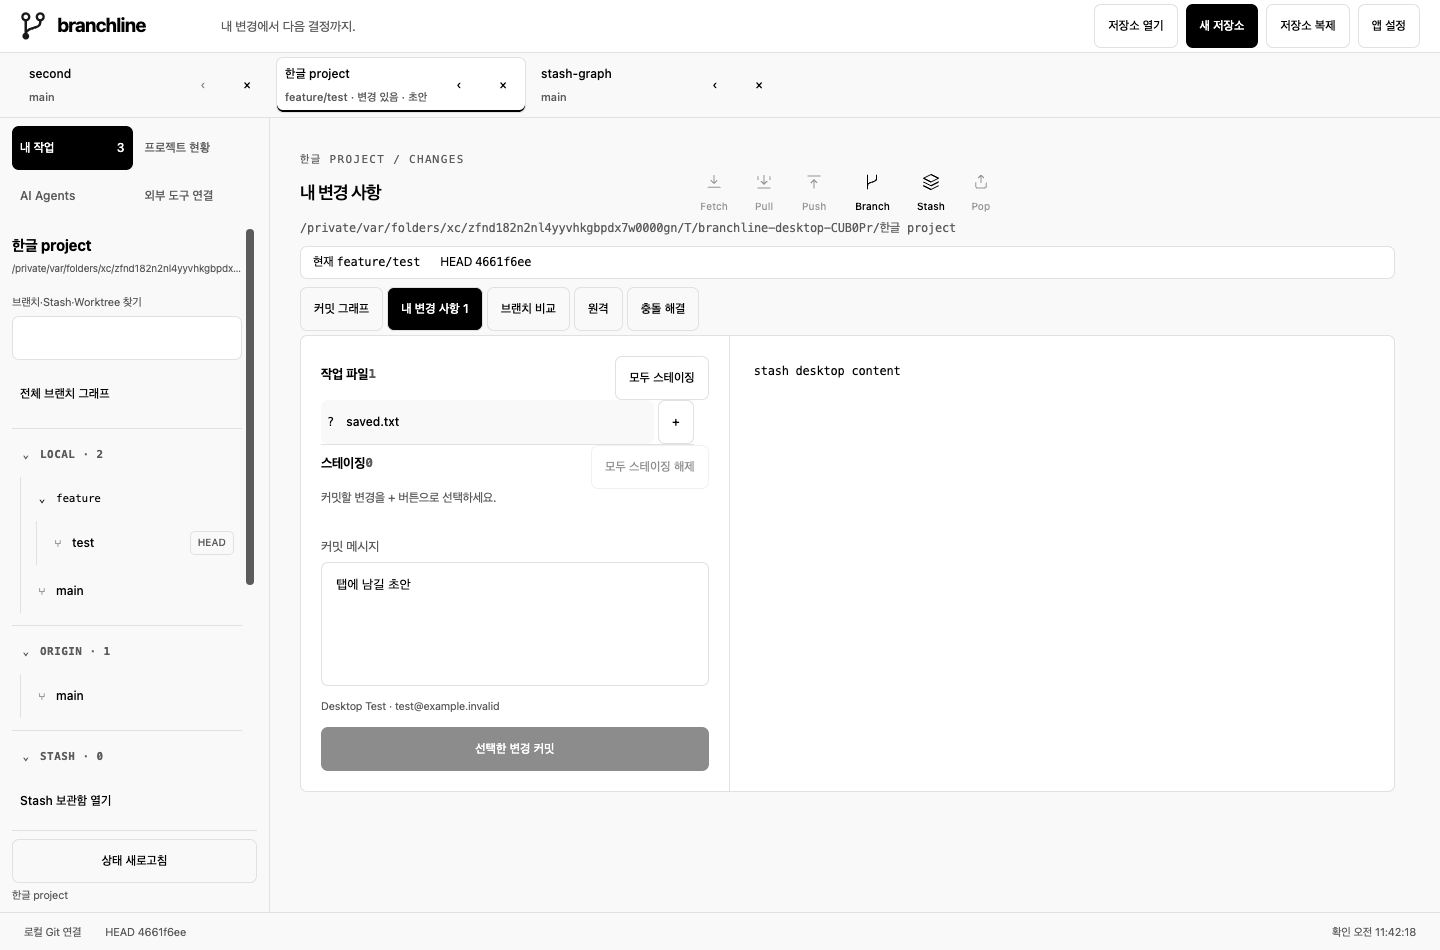 branchline
내 변경에서 다음 결정까지.
저장소 열기
새 저장소
저장소 복제
앱 설정
second
main
‹
×
한글 project
feature/test · 변경 있음 · 초안
‹
×
stash-graph
main
‹
×
내 작업 3
프로젝트 현황
AI Agents
외부 도구 연결
한글 project
/private/var/folders/xc/zfnd182n2nl4yyvhkgbpdx...
브랜치·Stash·Worktree 찾기
전체 브랜치 그래프
LOCAL · 2
feature
test HEAD
main
ORIGIN · 1
main
STASH · 0
Stash 보관함 열기
상태 새로고침
한글 project
한글 PROJECT / CHANGES
내 변경 사항
Fetch
Pull
Push
Branch
Stash
Pop
/private/var/folders/xc/zfnd182n2nl4yyvhkgbpdx7w0000gn/T/branchline-desktop-CUB0Pr/한글 project
현재 feature/test HEAD 4661f6ee
커밋 그래프
내 변경 사항 1
브랜치 비교
원격
충돌 해결
작업 파일1
모두 스테이징
? saved.txt +
스테이징0
모두 스테이징 해제
커밋할 변경을 + 버튼으로 선택하세요.
커밋 메시지
탭에 남길 초안
Desktop Test · test@example.invalid
선택한 변경 커밋
stash desktop content
로컬 Git 연결
HEAD 4661f6ee
확인 오전 11:42:18